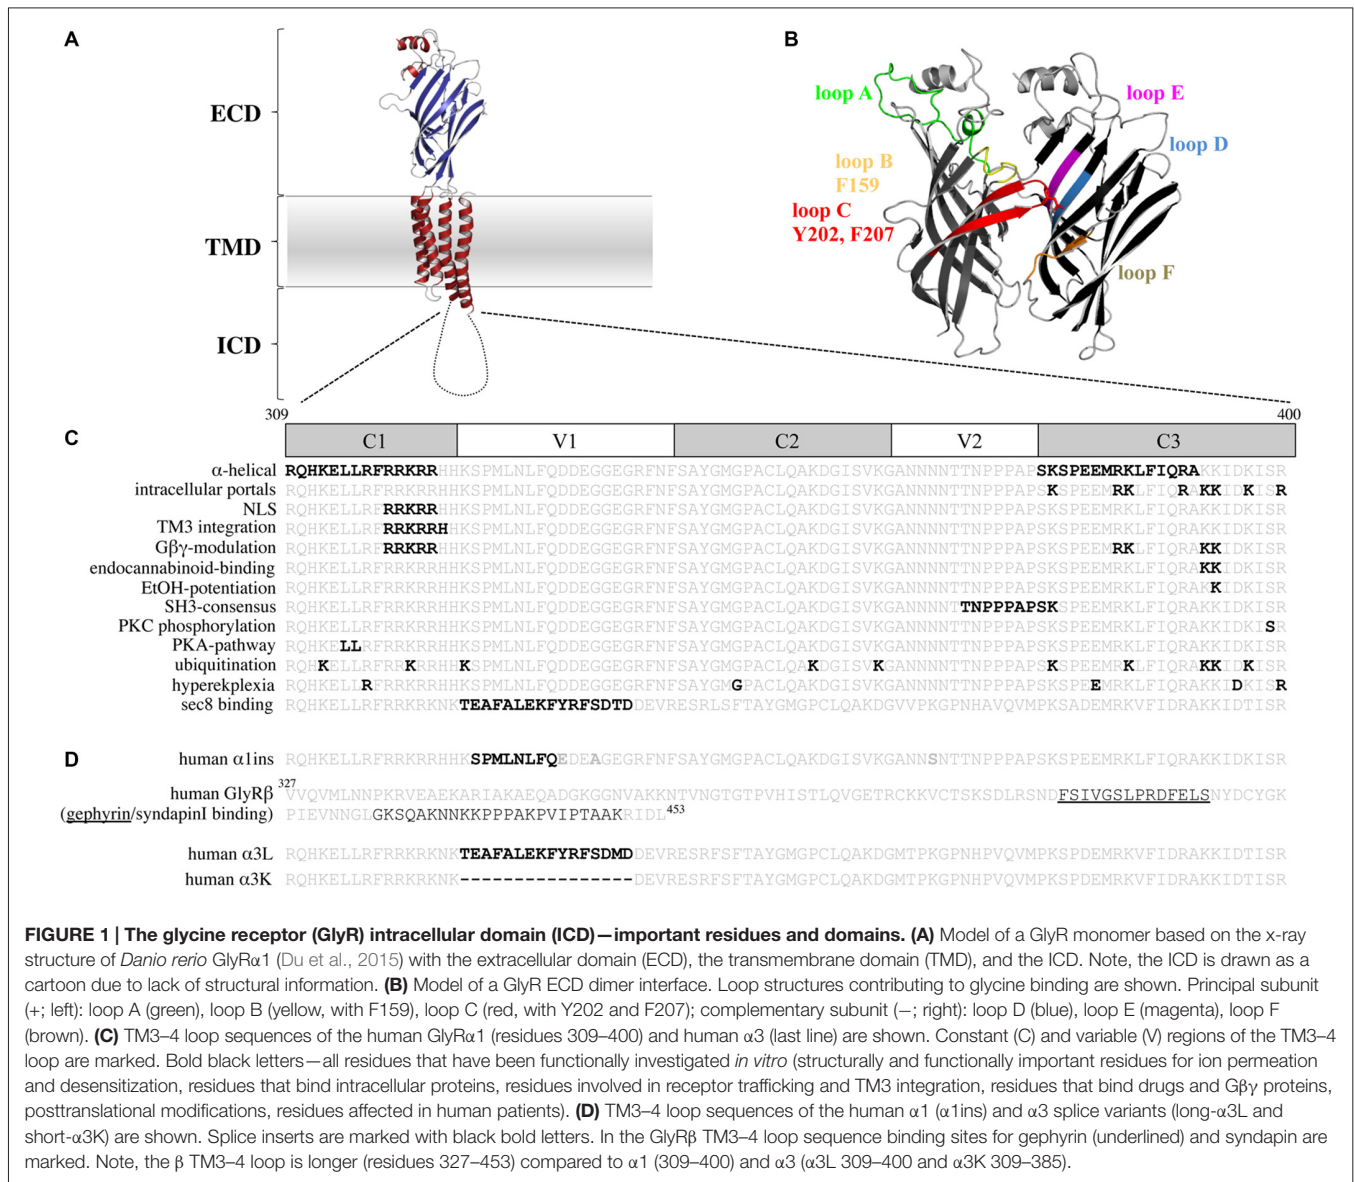 A
B
ECD
TMD
ICD
loop A
loop E
loop D
loop B
F159
loop C
Y202, F207
loop F
309
400
C
C1 V1 C2 V2 C3
α-helical RQHKELLRFRRKRRHHKSPMLNLFQDDEGGEGRFNFSAYGMGPACLQAKDGISVKGANNNNTTNPPPAPSKSPEEMRKLFIQRAKKIDKISR
intracellular portals RQHKELLRFRRKRRHHKSPMLNLFQDDEGGEGRFNFSAYGMGPACLQAKDGISVKGANNNNTTNPPPAPSKSPEEMRKLFIQRAKKIDKISR
NLS RQHKELLRFRRKRRHHKSPMLNLFQDDEGGEGRFNFSAYGMGPACLQAKDGISVKGANNNNTTNPPPAPSKSPEEMRKLFIQRAKKIDKISR
TM3 integration RQHKELLRFRRKRRHHKSPMLNLFQDDEGGEGRFNFSAYGMGPACLQAKDGISVKGANNNNTTNPPPAPSKSPEEMRKLFIQRAKKIDKISR
Gβγ-modulation RQHKELLRFRRKRRHHKSPMLNLFQDDEGGEGRFNFSAYGMGPACLQAKDGISVKGANNNNTTNPPPAPSKSPEEMRKLFIQRAKKIDKISR
endocannabinoid-binding RQHKELLRFRRKRRHHKSPMLNLFQDDEGGEGRFNFSAYGMGPACLQAKDGISVKGANNNNTTNPPPAPSKSPEEMRKLFIQRAKKIDKISR
EtOH-potentiation RQHKELLRFRRKRRHHKSPMLNLFQDDEGGEGRFNFSAYGMGPACLQAKDGISVKGANNNNTTNPPPAPSKSPEEMRKLFIQRAKKIDKISR
SH3-consensus RQHKELLRFRRKRRHHKSPMLNLFQDDEGGEGRFNFSAYGMGPACLQAKDGISVKGANNNNTTNPPPAPSKSPEEMRKLFIQRAKKIDKISR
PKC phosphorylation RQHKELLRFRRKRRHHKSPMLNLFQDDEGGEGRFNFSAYGMGPACLQAKDGISVKGANNNNTTNPPPAPSKSPEEMRKLFIQRAKKIDKISR
PKA-pathway RQHKELLRFRRKRRHHKSPMLNLFQDDEGGEGRFNFSAYGMGPACLQAKDGISVKGANNNNTTNPPPAPSKSPEEMRKLFIQRAKKIDKISR
ubiquitination RQHKELLRFRRKRRHHKSPMLNLFQDDEGGEGRFNFSAYGMGPACLQAKDGISVKGANNNNTTNPPPAPSKSPEEMRKLFIQRAKKIDKISR
hyperekplexia RQHKELLRFRRKRRHHKSPMLNLFQDDEGGEGRFNFSAYGMGPACLQAKDGISVKGANNNNTTNPPPAPSKSPEEMRKLFIQRAKKIDKISR
sec8 binding RQHKELLRFRRKRRHHKTEAFALEKFYRFSDTDDEVRESRLSFTAYGMGPCLQAKDGVVPKGPNHAVQVMPKSADEMRKVFIDRAKKIDTISR
D
human α1ins RQHKELLRFRRKRRHHKSPMLNLFQEDEAGEGRFNFSAYGMGPACLQAKDGISVKGANNSNTTNPPPAPSKSPEEMRKLFIQRAKKIDKISR
human GlyRβ 327 VVQVMLNNPKRVEAEKARIAKAEQADGKGGNVAKKNTVNGTGTPVHISTLQVGETRCKKVCTSKSDLRSNDFSIVGSLPRDFELSNYDCYGK
(gephyrin/syndapinI binding) PIEVNNGLGKSQAKNNKKPPPAKPVIPTAAKRIDL 453
human α3L RQHKELLRFRRKRKNKTEAFALEKFYRFSDMDDEVRESRFSFTAYGMGPCLQAKDGMTPKGPNHPVQVMPKSPDEMRKVFIDRAKKIDTISR
human α3K RQHKELLRFRRKRKNK----------------DEVRESRFSFTAYGMGPCLQAKDGMTPKGPNHPVQVMPKSPDEMRKVFIDRAKKIDTISR
FIGURE 1 | The glycine receptor (GlyR) intracellular domain (ICD)—important residues and domains. (A) Model of a GlyR monomer based on the x-ray
structure of Danio rerio GlyRα1 (Du et al., 2015) with the extracellular domain (ECD), the transmembrane domain (TMD), and the ICD. Note, the ICD is drawn as a
cartoon due to lack of structural information. (B) Model of a GlyR ECD dimer interface. Loop structures contributing to glycine binding are shown. Principal subunit
(+; left): loop A (green), loop B (yellow, with F159), loop C (red, with Y202 and F207); complementary subunit (−; right): loop D (blue), loop E (magenta), loop F
(brown). (C) TM3–4 loop sequences of the human GlyRα1 (residues 309–400) and human α3 (last line) are shown. Constant (C) and variable (V) regions of the TM3–4
loop are marked. Bold black letters—all residues that have been functionally investigated in vitro (structurally and functionally important residues for ion permeation
and desensitization, residues that bind intracellular proteins, residues involved in receptor trafficking and TM3 integration, residues that bind drugs and Gβγ proteins,
posttranslational modifications, residues affected in human patients). (D) TM3–4 loop sequences of the human α1 (α1ins) and α3 splice variants (long-α3L and
short-α3K) are shown. Splice inserts are marked with black bold letters. In the GlyRβ TM3–4 loop sequence binding sites for gephyrin (underlined) and syndapin are
marked. Note, the β TM3–4 loop is longer (residues 327–453) compared to α1 (309–400) and α3 (α3L 309–400 and α3K 309–385).